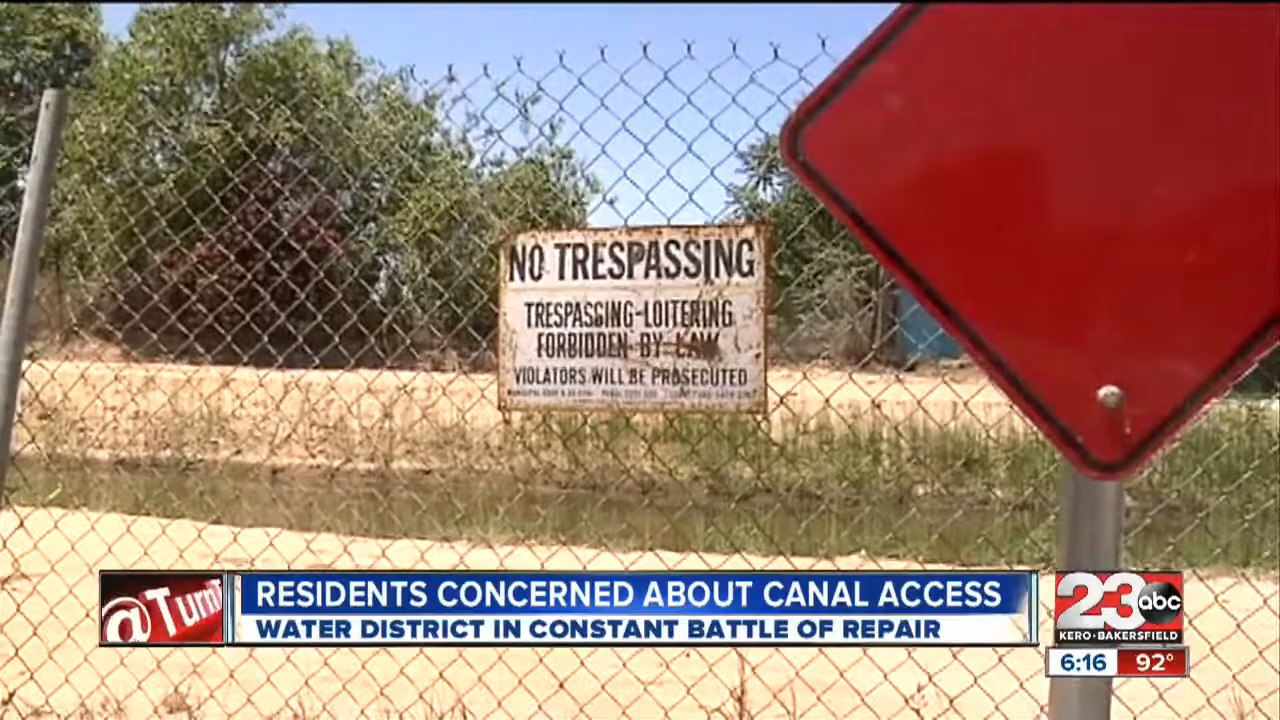 NO TRESPASSING
TRESPASSING-LOITERING
FORBIDDEN BY LAW
VIOLATORS WILL BE PROSECUTED
@Turn
RESIDENTS CONCERNED ABOUT CANAL ACCESS
WATER DISTRICT IN CONSTANT BATTLE OF REPAIR
23 abc
KERO-BAKERSFIELD
6:16 92°